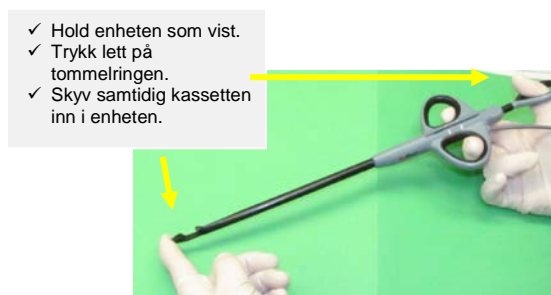 ✓ Hold enheten som vist.
✓ Trykk lett på
tommelringen.
✓ Skyv samtidig kassetten
inn i enheten.